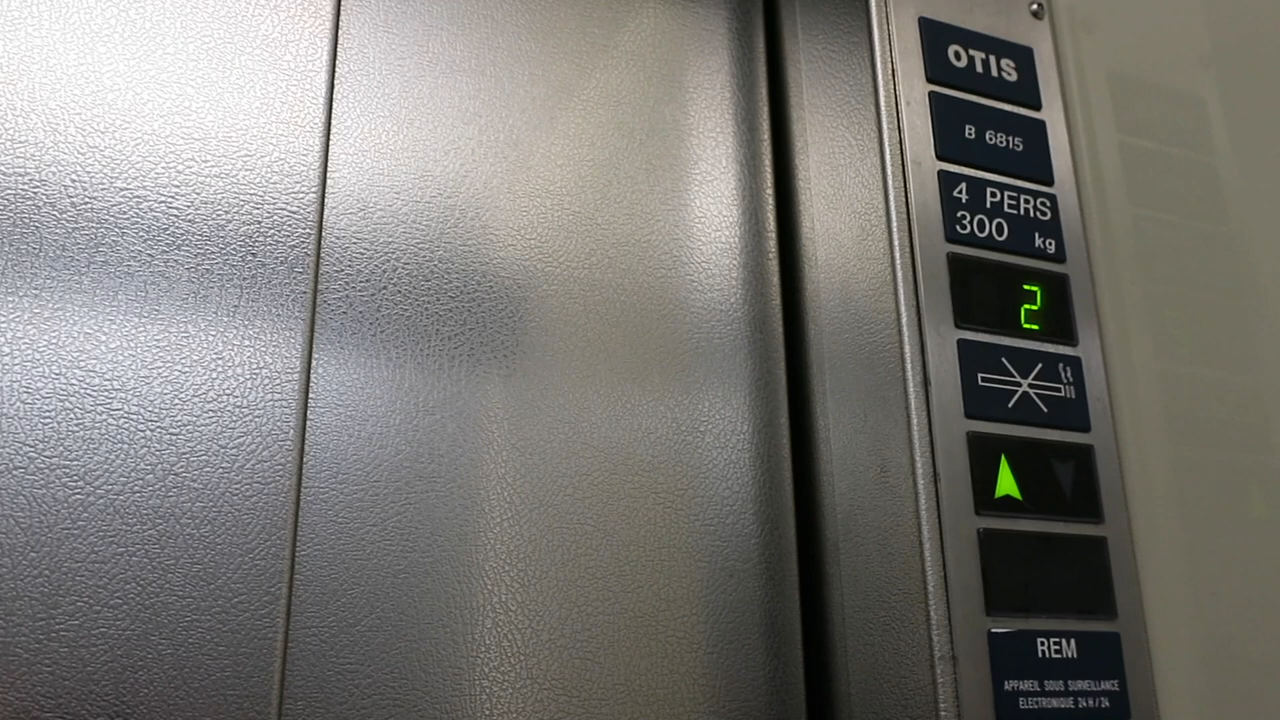 OTIS
B 6815
4 PERS
300 kg
2
REM
APPAREIL SOUS SURVEILLANCE
ELECTRONIQUE 24 H / 24